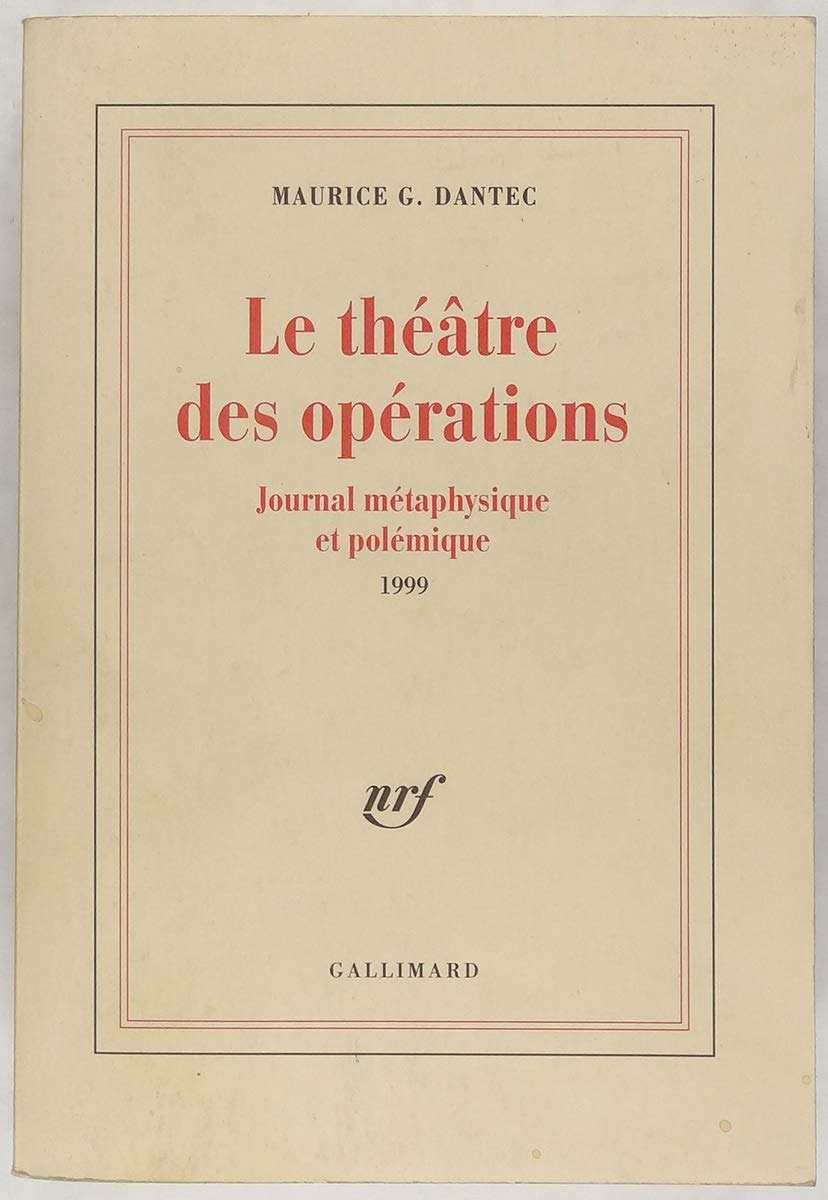 MAURICE G. DANTEC
Le théâtre
des opérations
Journal métaphysique
et polémique
1999
nrf
GALLIMARD